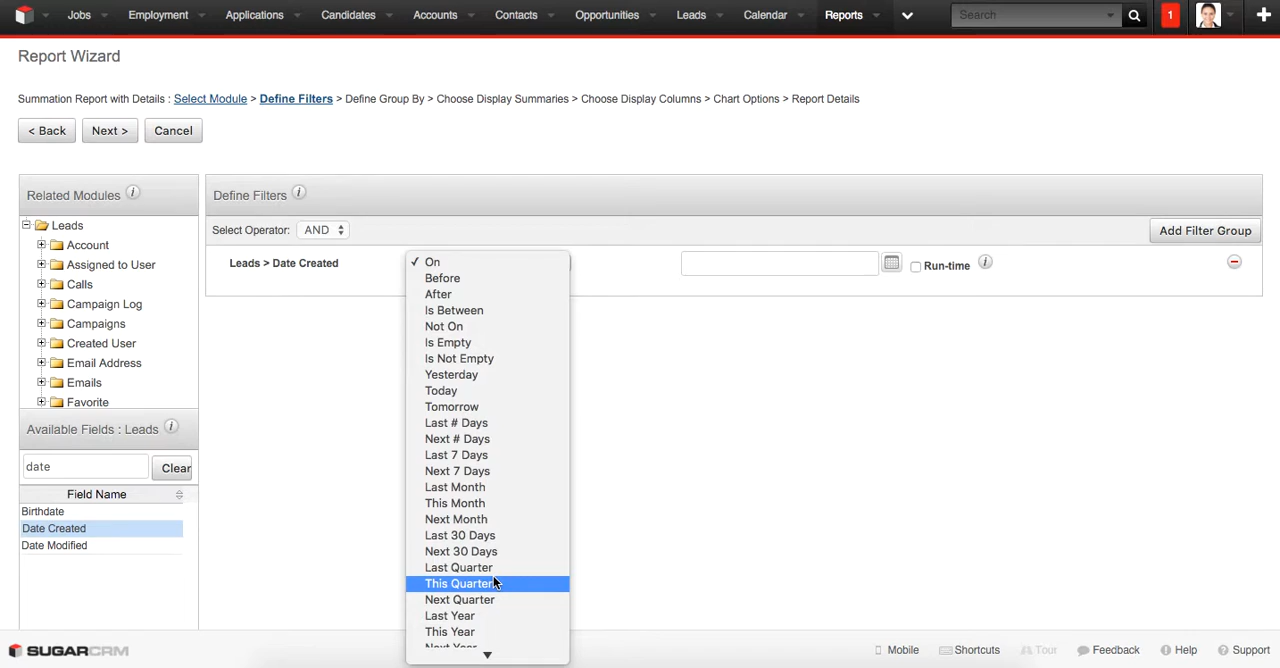 Jobs Employment Applications Candidates Accounts Contacts Opportunities Leads Calendar Reports Search 1
Report Wizard
Summation Report with Details : Select Module > Define Filters > Define Group By > Choose Display Summaries > Choose Display Columns > Chart Options > Report Details
< Back Next > Cancel
Related Modules i
Define Filters i
Leads
Account
Assigned to User
Calls
Campaign Log
Campaigns
Created User
Email Address
Emails
Favorite
Select Operator: AND Add Filter Group
Leads > Date Created
Run-time i
✓ On
Before
After
Is Between
Not On
Is Empty
Is Not Empty
Yesterday
Today
Tomorrow
Last # Days
Next # Days
Last 7 Days
Next 7 Days
Last Month
This Month
Next Month
Last 30 Days
Next 30 Days
Last Quarter
This Quarter
Next Quarter
Last Year
This Year
Next Year
Available Fields : Leads i
date Clear
Field Name
Birthdate
Date Created
Date Modified
SUGARCRM Mobile Shortcuts Tour Feedback Help Support